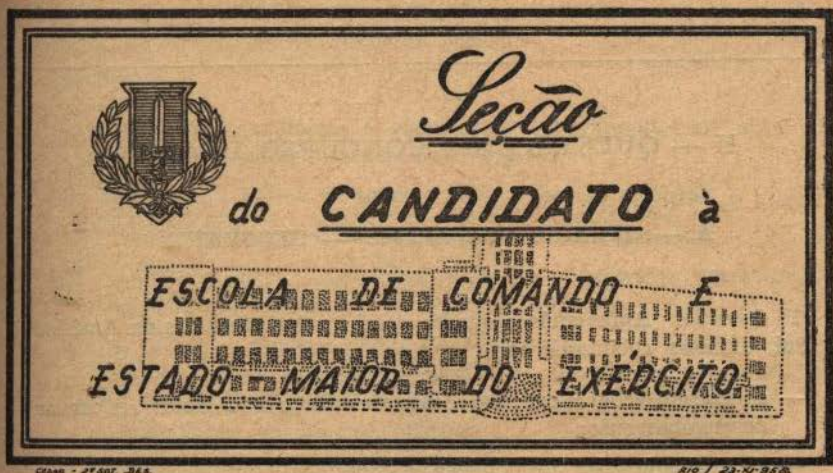 Seção
do CANDIDATO à
ESCOLA DE COMANDO E
ESTADO MAIOR DO EXÉRCITO